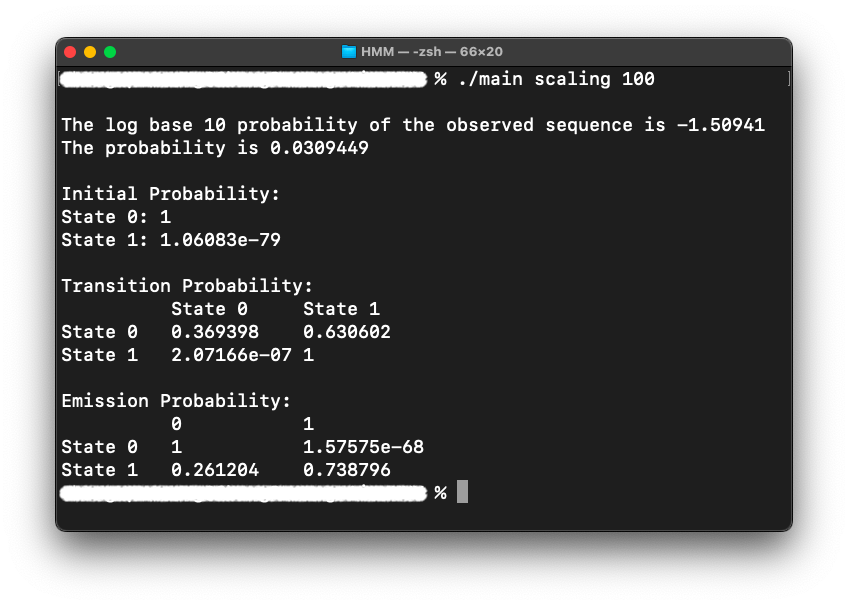 HMM — -zsh — 66×20
% ./main scaling 100
The log base 10 probability of the observed sequence is -1.50941
The probability is 0.0309449
Initial Probability:
State 0: 1
State 1: 1.06083e-79
Transition Probability:
State 0 State 1
State 0 0.369398 0.630602
State 1 2.07166e-07 1
Emission Probability:
0 1
State 0 1 1.57575e-68
State 1 0.261204 0.738796
%